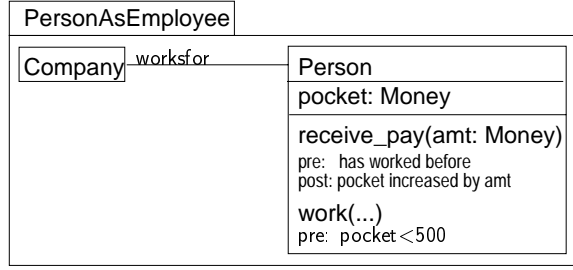 PersonAsEmployee
Company worksfor Person
pocket: Money
receive_pay(amt: Money)
pre: has worked before
post: pocket increased by amt
work(...)
pre: pocket<500